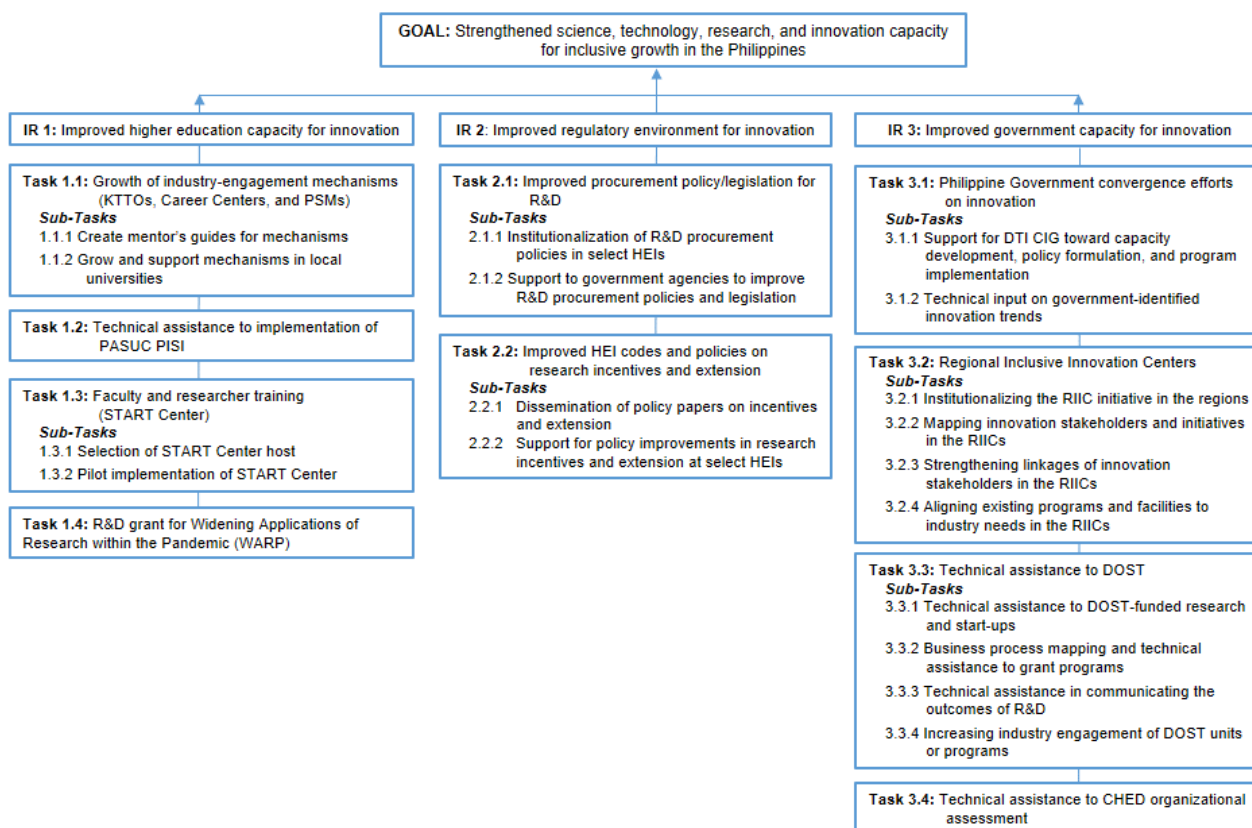 GOAL: Strengthened science, technology, research, and innovation capacity
for inclusive growth in the Philippines
IR 1: Improved higher education capacity for innovation
Task 1.1: Growth of industry-engagement mechanisms
(KTTOs, Career Centers, and PSMs)
Sub-Tasks
1.1.1 Create mentor's guides for mechanisms
1.1.2 Grow and support mechanisms in local
universities
Task 1.2: Technical assistance to implementation of
PASUC PISI
Task 1.3: Faculty and researcher training
(START Center)
Sub-Tasks
1.3.1 Selection of START Center host
1.3.2 Pilot implementation of START Center
Task 1.4: R&D grant for Widening Applications of
Research within the Pandemic (WARP)
IR 2: Improved regulatory environment for innovation
Task 2.1: Improved procurement policy/legislation for
R&D
Sub-Tasks
2.1.1 Institutionalization of R&D procurement
policies in select HEIs
2.1.2 Support to government agencies to improve
R&D procurement policies and legislation
Task 2.2: Improved HEI codes and policies on
research incentives and extension
Sub-Tasks
2.2.1 Dissemination of policy papers on incentives
and extension
2.2.2 Support for policy improvements in research
incentives and extension at select HEIs
IR 3: Improved government capacity for innovation
Task 3.1: Philippine Government convergence efforts
on innovation
Sub-Tasks
3.1.1 Support for DTI CIG toward capacity
development, policy formulation, and program
implementation
3.1.2 Technical input on government-identified
innovation trends
Task 3.2: Regional Inclusive Innovation Centers
Sub-Tasks
3.2.1 Institutionalizing the RIIC initiative in the regions
3.2.2 Mapping innovation stakeholders and initiatives
in the RIICs
3.2.3 Strengthening linkages of innovation
stakeholders in the RIICs
3.2.4 Aligning existing programs and facilities to
industry needs in the RIICs
Task 3.3: Technical assistance to DOST
Sub-Tasks
3.3.1 Technical assistance to DOST-funded research
and start-ups
3.3.2 Business process mapping and technical
assistance to grant programs
3.3.3 Technical assistance in communicating the
outcomes of R&D
3.3.4 Increasing industry engagement of DOST units
or programs
Task 3.4: Technical assistance to CHED organizational
assessment